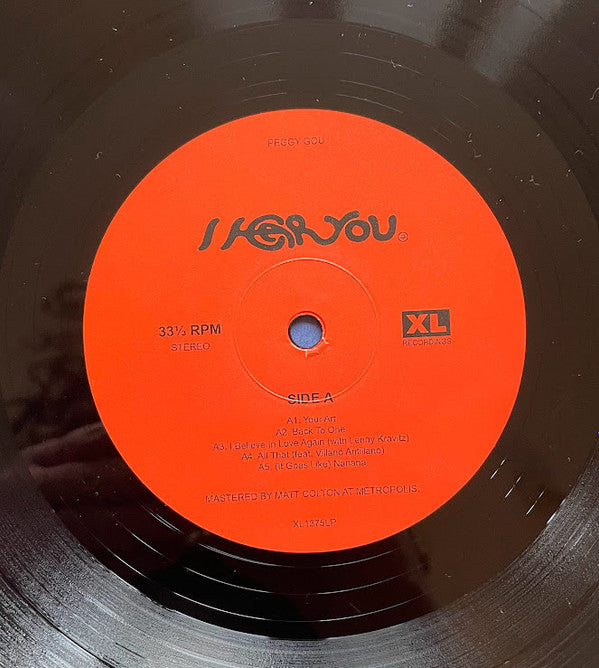 PEGGY GOU
I HEAR YOU
33⅓ RPM
STEREO
XL
RECORDINGS
SIDE A
A1. Your Art
A2. Back To One
A3. I Believe In Love Again (with Lenny Kravitz)
A4. All That (feat. Villano Antillano)
A5. (It Goes Like) Nanana
MASTERED BY MATT COLTON AT METROPOLIS.
XL1375LP